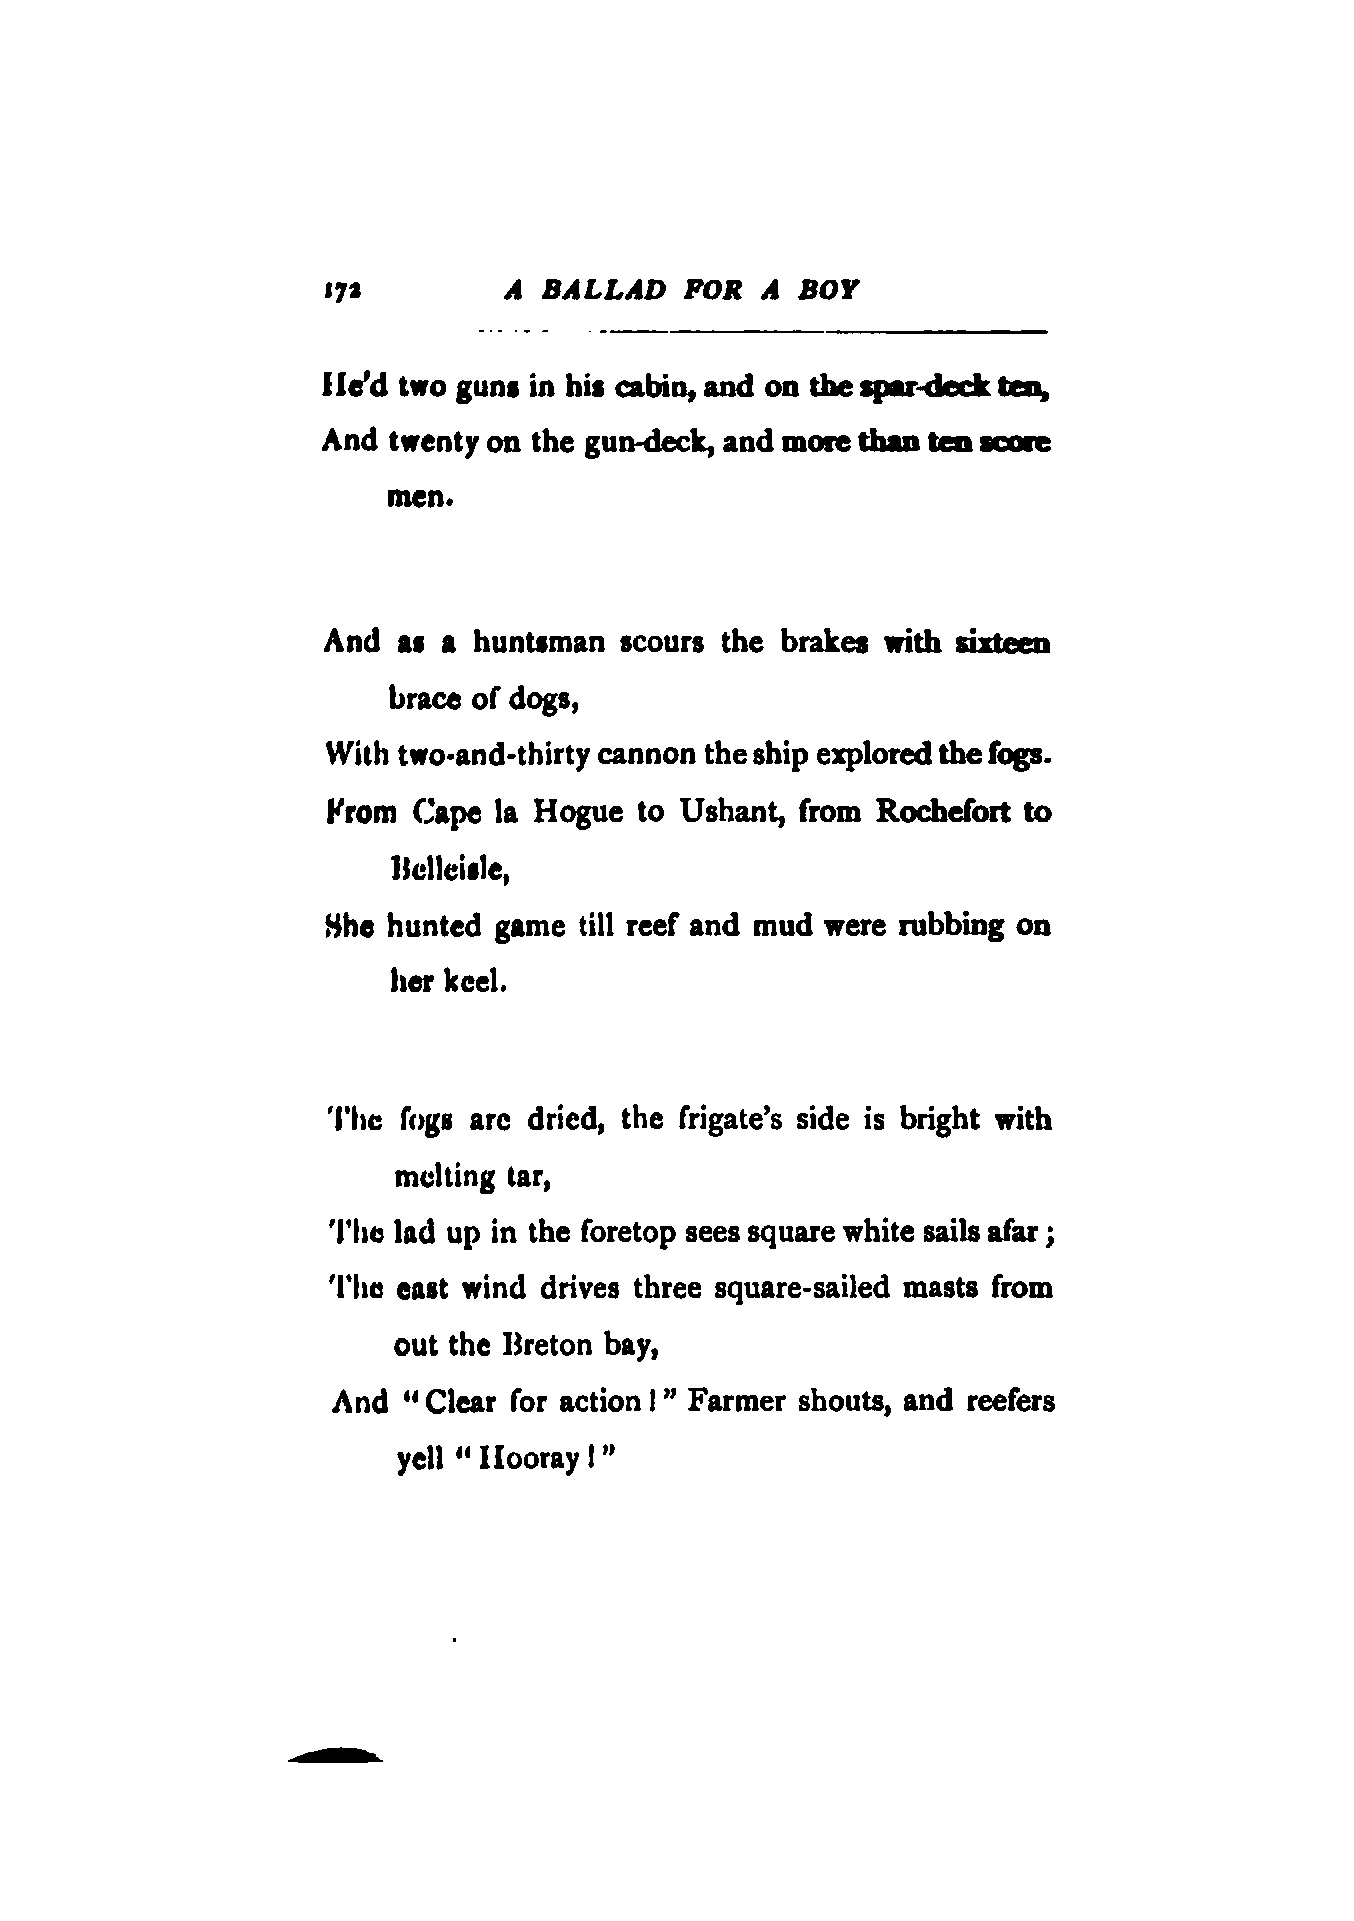 172 A BALLAD FOR A BOY
He'd two guns in his cabin, and on the spar-deck ten,
And twenty on the gun-deck, and more than ten score
men.
And as a huntsman scours the brakes with sixteen
brace of dogs,
With two-and-thirty cannon the ship explored the fogs.
From Cape la Hogue to Ushant, from Rochefort to
Belleisle,
She hunted game till reef and mud were rubbing on
her keel.
The fogs are dried, the frigate's side is bright with
melting tar,
The lad up in the foretop sees square white sails afar;
The east wind drives three square-sailed masts from
out the Breton bay,
And "Clear for action!" Farmer shouts, and reefers
yell "Hooray!"